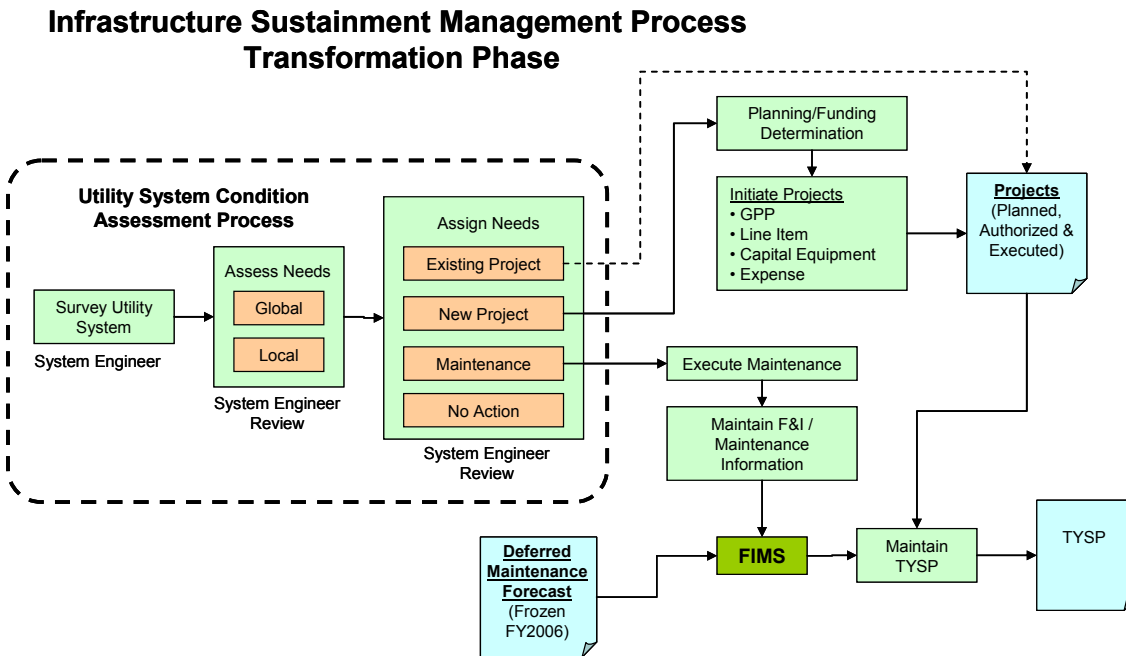 Infrastructure Sustainment Management Process
Transformation Phase
Utility System Condition
Assessment Process
Survey Utility
System
System Engineer
Assess Needs
Global
Local
System Engineer
Review
Assign Needs
Existing Project
New Project
Maintenance
No Action
System Engineer
Review
Planning/Funding
Determination
Initiate Projects
• GPP
• Line Item
• Capital Equipment
• Expense
Projects
(Planned,
Authorized &
Executed)
Execute Maintenance
Maintain F&I /
Maintenance
Information
Deferred
Maintenance
Forecast
(Frozen
FY2006)
FIMS
Maintain
TYSP
TYSP